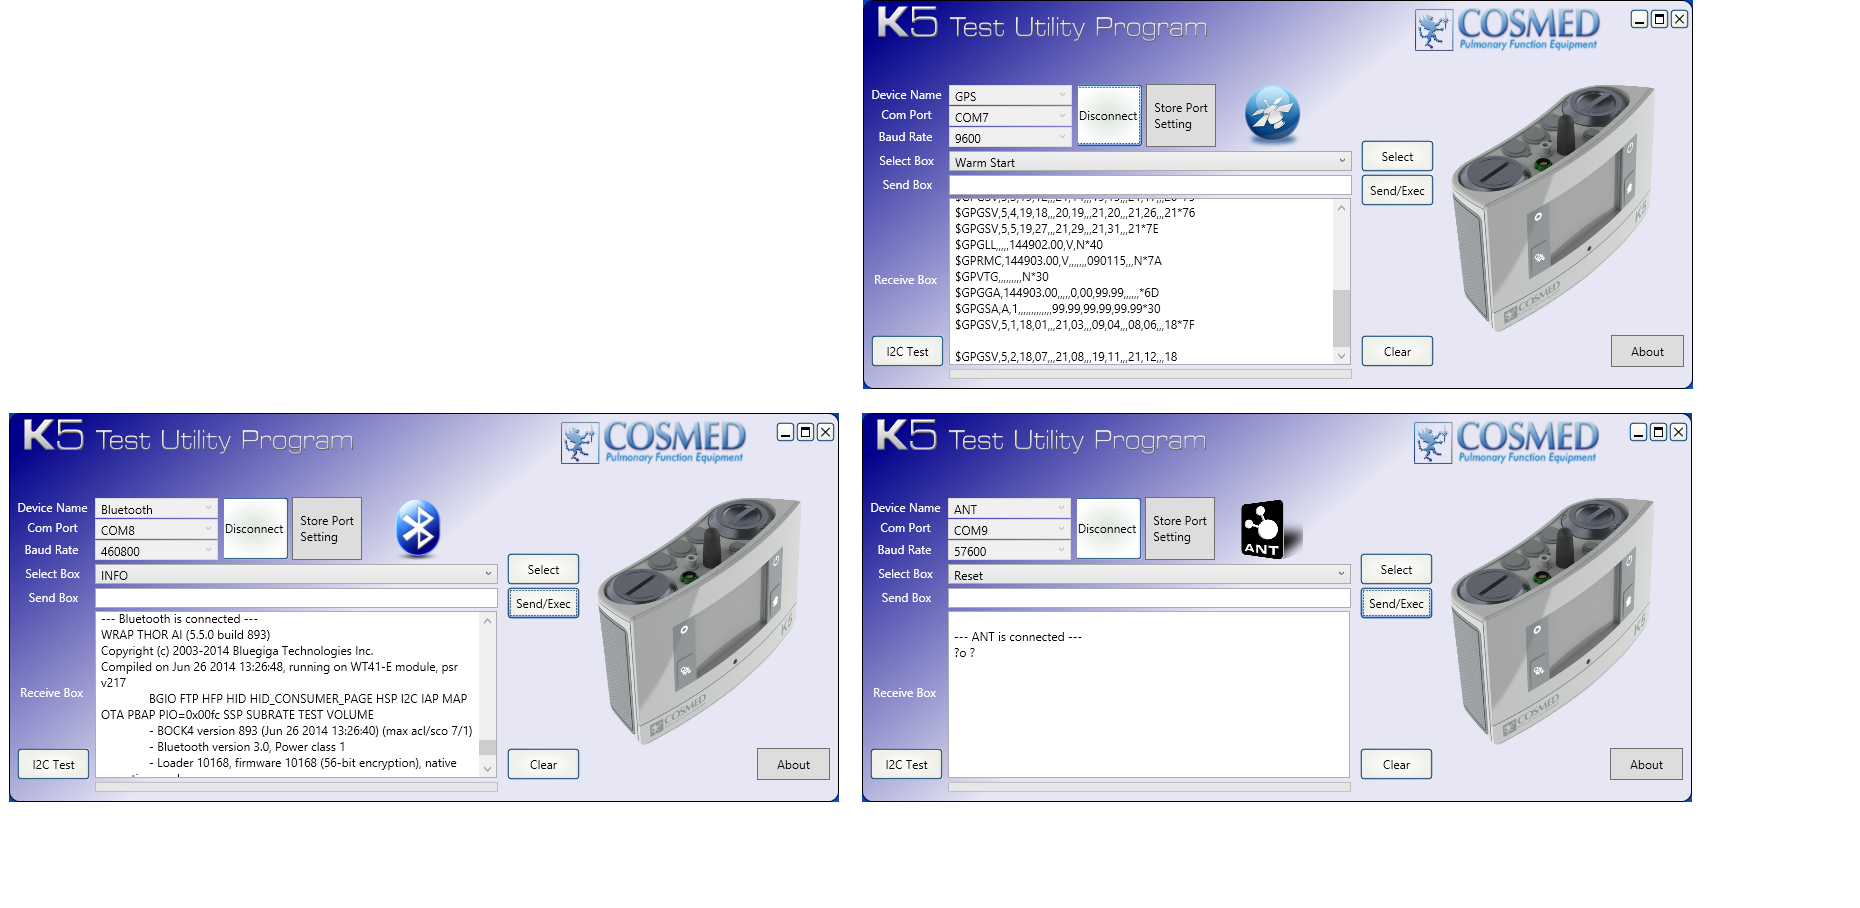 K5 Test Utility Program
COSMED
Pulmonary Function Equipment
Device Name
GPS
Com Port
COM7
Baud Rate
9600
Disconnect
Store Port
Setting
Select Box
Warm Start
Select
Send Box
Send/Exec
Receive Box
$GPGSV,5,4,19,18,,,20,19,,,21,20,,,21,26,,,21*76
$GPGSV,5,5,19,27,,,21,29,,,21,31,,,21*7E
$GPGLL,,,,,144902.00,V,N*40
$GPRMC,144903.00,V,,,,,,,090115,,,N*7A
$GPVTG,,,,,,,,,N*30
$GPGGA,144903.00,,,,,0,00,99.99,,,,,,*6D
$GPGSA,A,1,,,,,,,,,,,,,99.99,99.99,99.99*30
$GPGSV,5,1,18,01,,,21,03,,,09,04,,,08,06,,,18*7F
$GPGSV,5,2,18,07,,,21,08,,,19,11,,,21,12,,,18
I2C Test
Clear
About
K5
COSMED
K5 Test Utility Program
COSMED
Pulmonary Function Equipment
Device Name
Bluetooth
Com Port
COM8
Baud Rate
460800
Disconnect
Store Port
Setting
Select Box
INFO
Select
Send Box
Send/Exec
Receive Box
--- Bluetooth is connected ---
WRAP THOR AI (5.5.0 build 893)
Copyright (c) 2003-2014 Bluegiga Technologies Inc.
Compiled on Jun 26 2014 13:26:48, running on WT41-E module, psr
v217
BGIO FTP HFP HID HID_CONSUMER_PAGE HSP I2C IAP MAP
OTA PBAP PIO=0x00fc SSP SUBRATE TEST VOLUME
- BOCK4 version 893 (Jun 26 2014 13:26:40) (max acl/sco 7/1)
- Bluetooth version 3.0, Power class 1
- Loader 10168, firmware 10168 (56-bit encryption), native
I2C Test
Clear
About
K5
COSMED
K5 Test Utility Program
COSMED
Pulmonary Function Equipment
Device Name
ANT
Com Port
COM9
Baud Rate
57600
Disconnect
Store Port
Setting
ANT
Select Box
Reset
Select
Send Box
Send/Exec
Receive Box
--- ANT is connected ---
?o ?
I2C Test
Clear
About
K5
COSMED